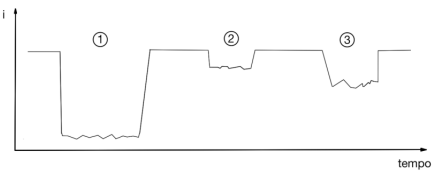 i
① ② ③
tempo